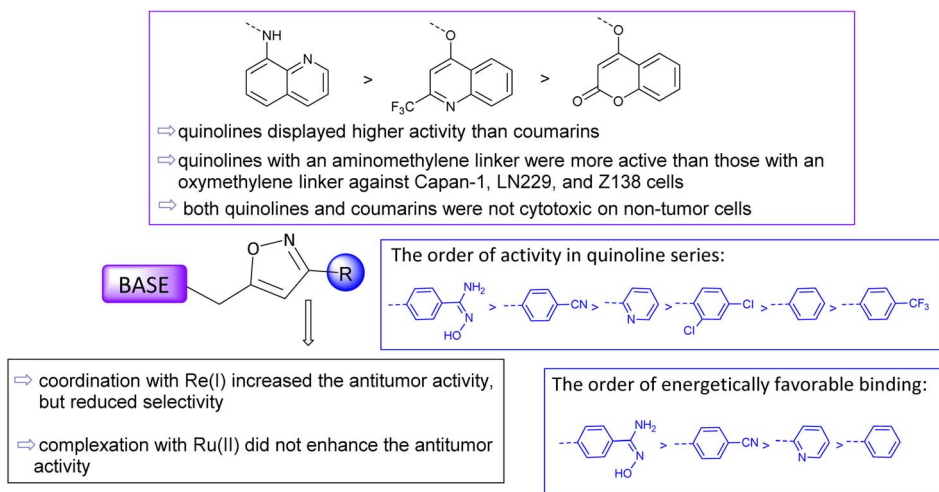 NH
N
>
O
F₃C
N
>
O
O
O
⇨ quinolines displayed higher activity than coumarins
⇨ quinolines with an aminomethylene linker were more active than those with an
oxymethylene linker against Capan-1, LN229, and Z138 cells
⇨ both quinolines and coumarins were not cytotoxic on non-tumor cells
BASE
O
N
R
The order of activity in quinoline series:
NH₂
N
HO
>
CN
>
N
>
Cl
Cl
>
>
CF₃
⇨ coordination with Re(I) increased the antitumor activity,
but reduced selectivity
⇨ complexation with Ru(II) did not enhance the antitumor
activity
The order of energetically favorable binding:
NH₂
N
HO
>
CN
>
N
>